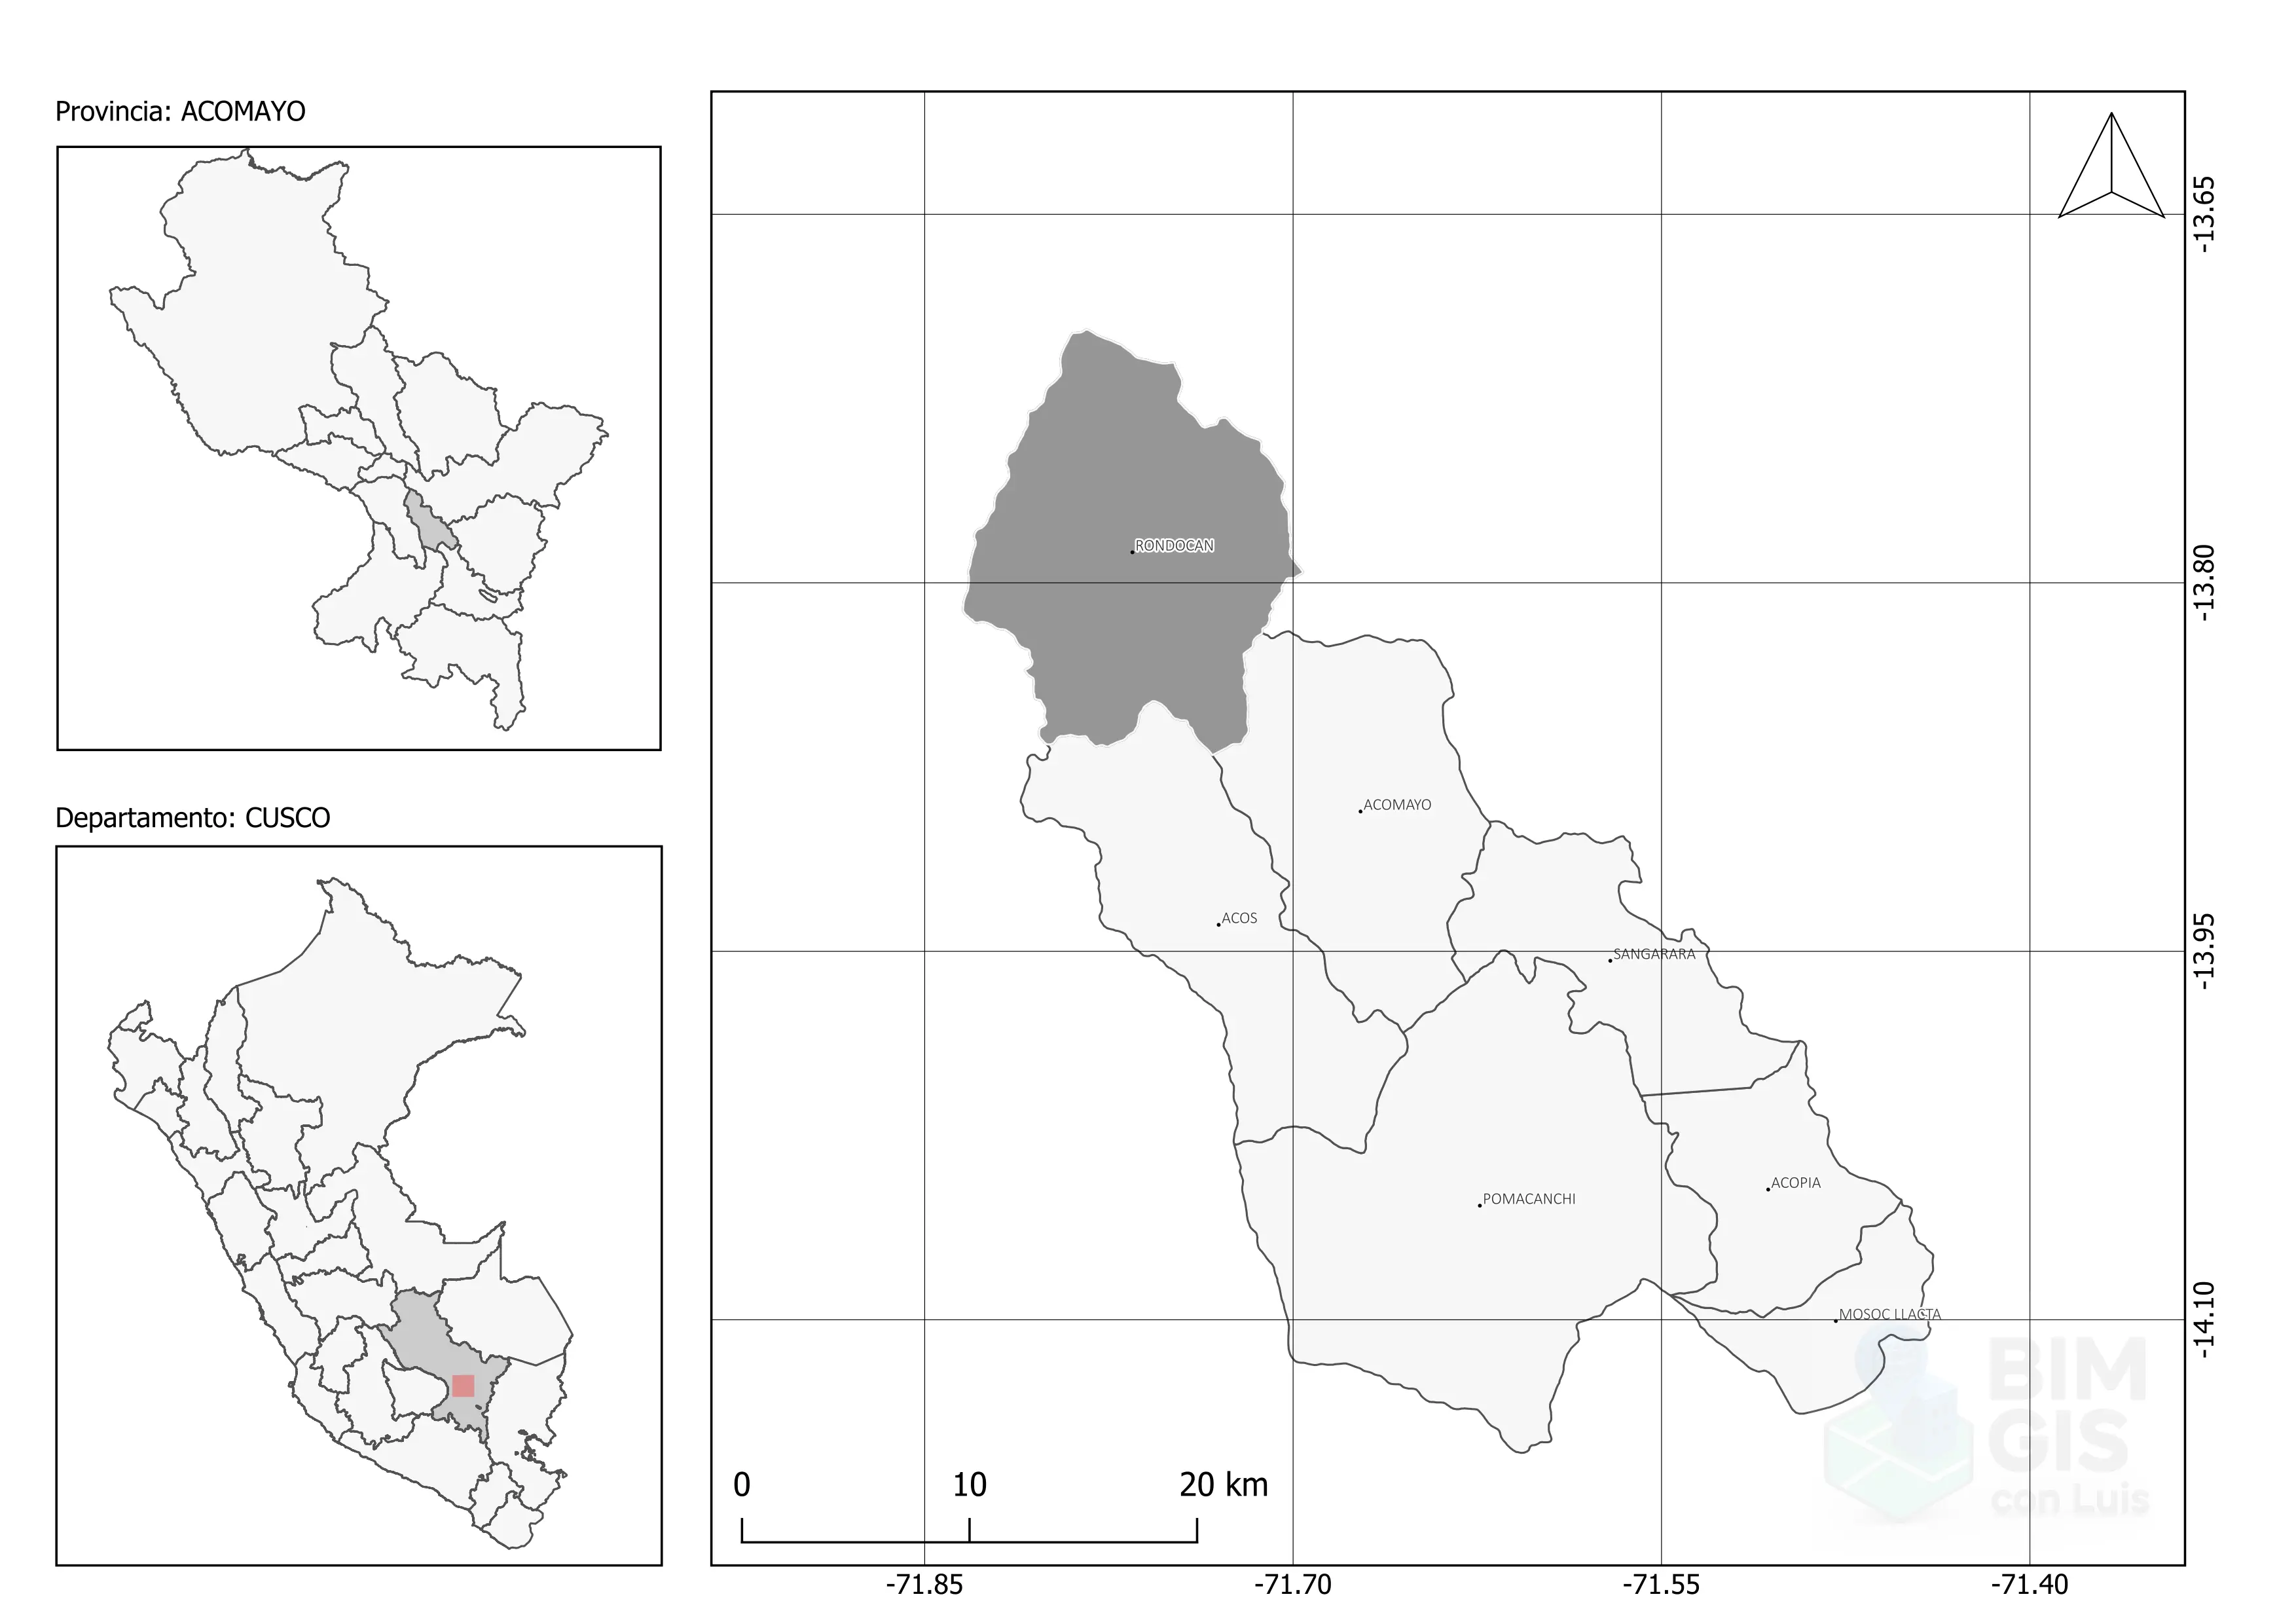 Provincia: ACOMAYO
Departamento: CUSCO
RONDOCAN
ACOMAYO
ACOS
SANGARARA
ACOPIA
POMACANCHI
MOSOC LLACTA
-13.65
-13.80
-13.95
-14.10
0 10 20 km
-71.85 -71.70 -71.55 -71.40
BIM
GIS
con Luis